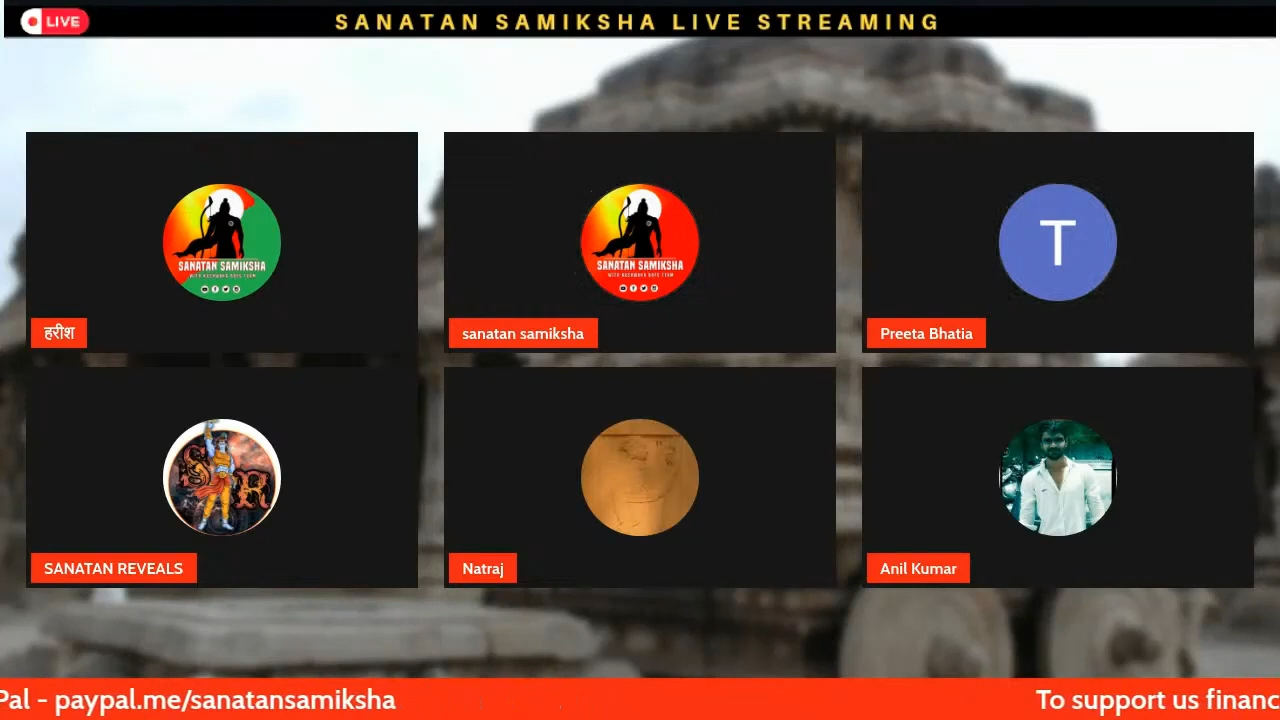 LIVE
SANATAN SAMIKSHA LIVE STREAMING
SANATAN SAMIKSHA
हरीश
SANATAN SAMIKSHA
sanatan samiksha
T
Preeta Bhatia
S R
SANATAN REVEALS
Natraj
Anil Kumar
Pal - paypal.me/sanatansamiksha
To support us financ